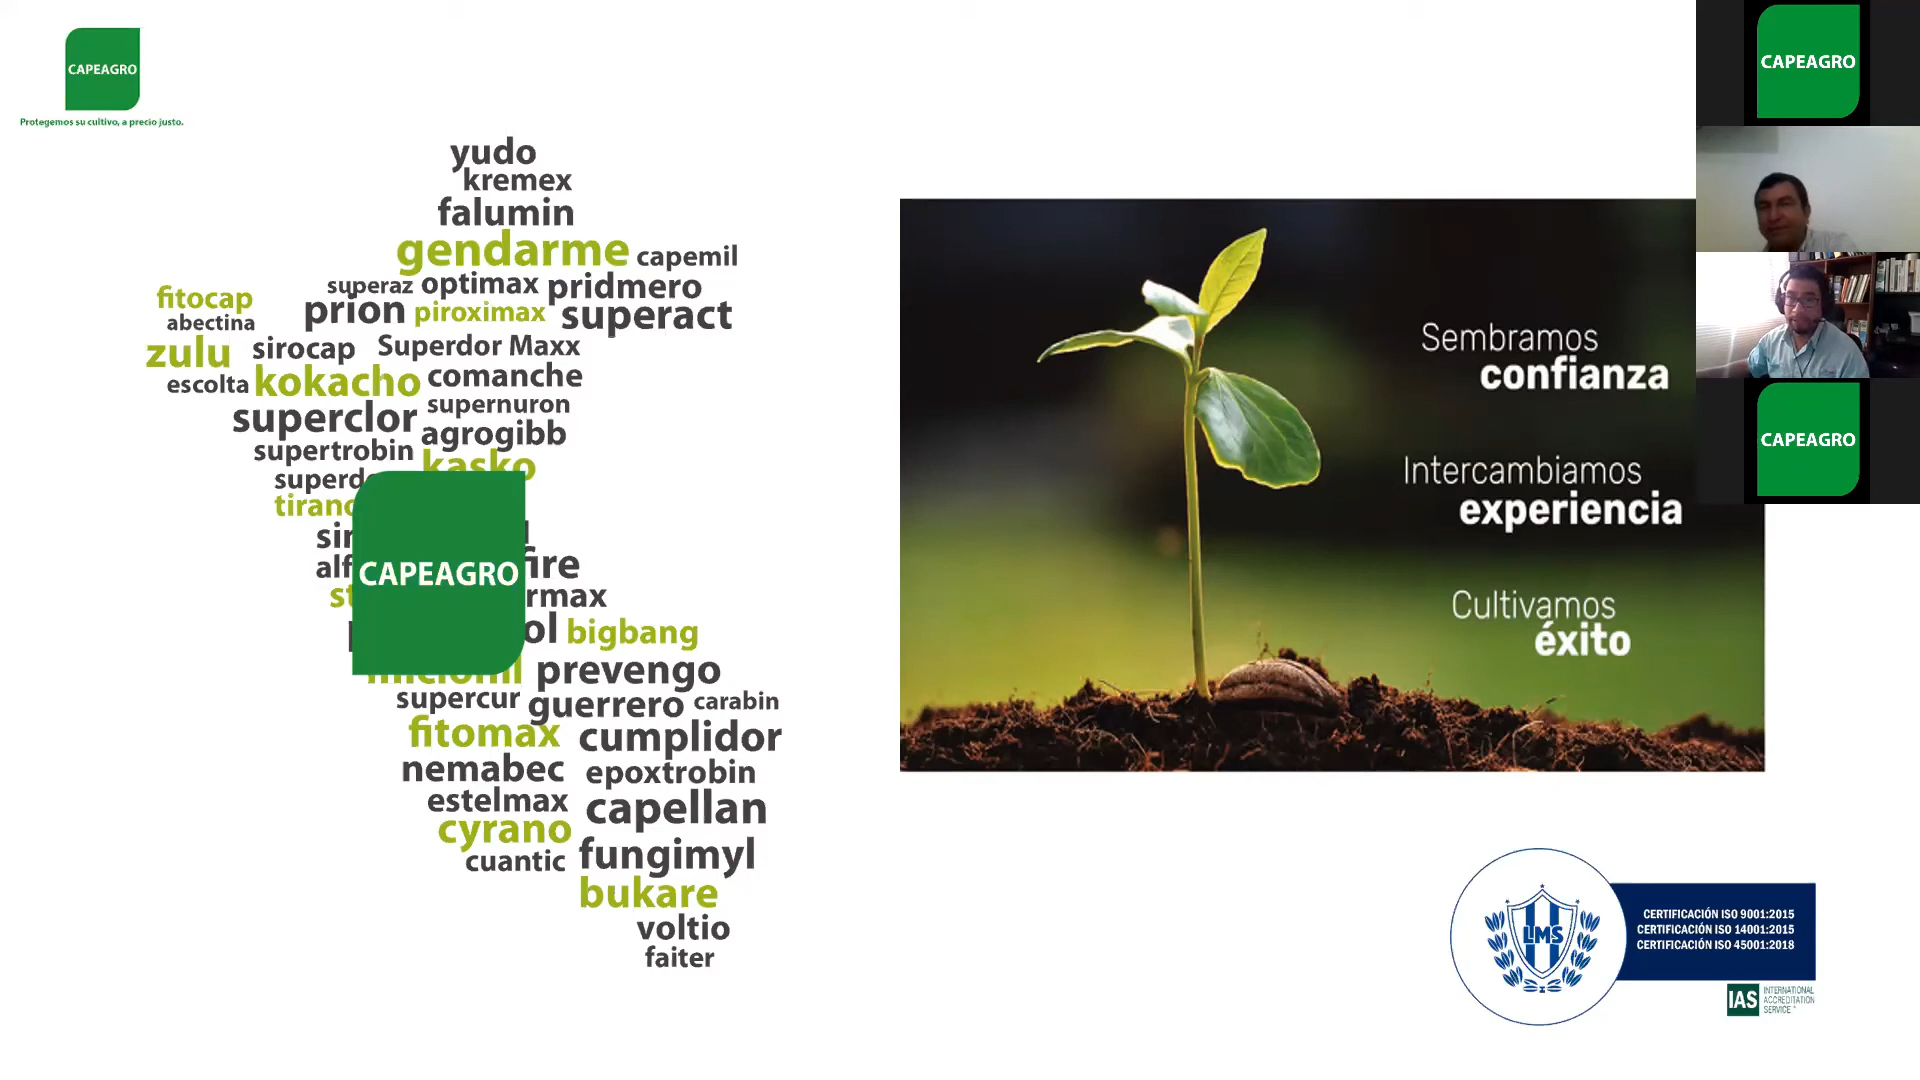 CAPEAGRO
Protegemos su cultivo, a precio justo.
yudo
kremex
falumin
gendarme capemil
superaz optimax pridmero
fitocap
prion piroximax superact
abectina
zulu sirocap Superdor Maxx
escolta kokacho comanche
superclor supernuron
supertrobin agrogibb
kasko
CAPEAGRO
bigbang
prevengo
supercur guerrero carabin
fitomax cumplidor
nemabec epoxtrobin
estelmax capellan
cyrano
cuantic fungimyl
bukare
voltio
faiter
Sembramos
confianza
Intercambiamos
experiencia
Cultivamos
éxito
CAPEAGRO
CAPEAGRO
LMS
CERTIFICACIÓN ISO 9001:2015
CERTIFICACIÓN ISO 14001:2015
CERTIFICACIÓN ISO 45001:2018
IAS INTERNATIONAL
ACCREDITATION
SERVICE